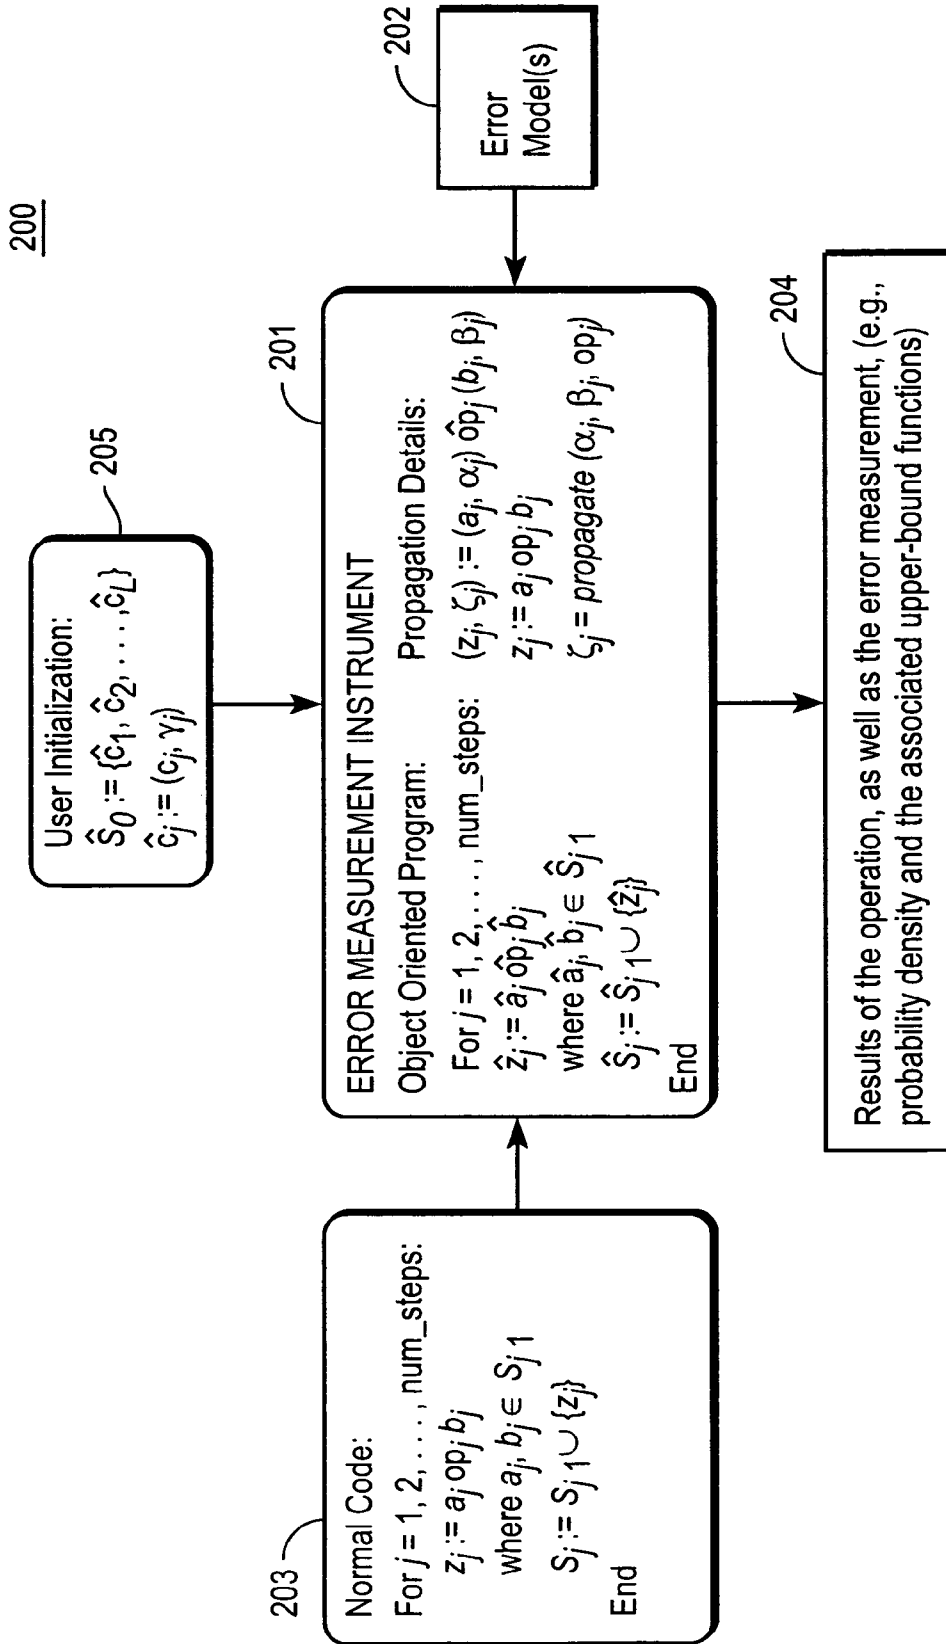 200
User Initialization:
Ŝ0 := {ĉ1, ĉ2, . . . , ĉL}
ĉj := (cj, γj)
205
Normal Code:
For j = 1, 2, . . . , num_steps:
zj := aj opj bj
where aj, bj ∈ Sj 1
Sj := Sj 1 ∪ {zj}
End
203
ERROR MEASUREMENT INSTRUMENT
Object Oriented Program:
For j = 1, 2, . . . , num_steps:
ẑj := âj ôpj b̂j
where âj, b̂j ∈ Ŝj 1
Ŝj := Ŝj 1 ∪ {ẑj}
End
Propagation Details:
(zj, ζj) := (aj, αj) ôpj (bj, βj)
zj := aj opj bj
ζj = propagate (αj, βj, opj)
201
Error
Model(s)
202
Results of the operation, as well as the error measurement, (e.g.,
probability density and the associated upper-bound functions)
204